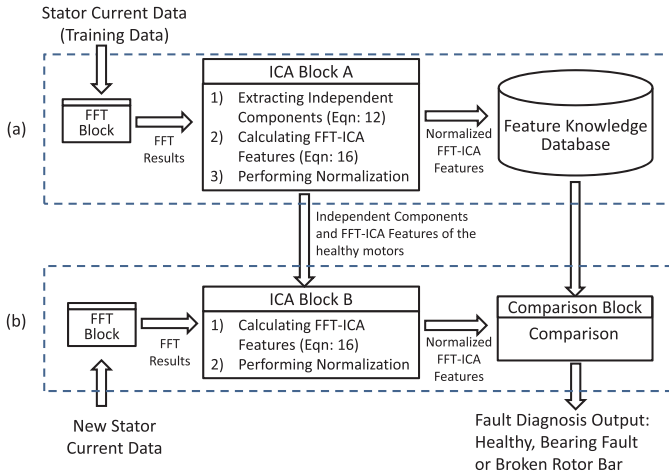 Stator Current Data
(Training Data)
(a)
FFT
Block
FFT
Results
ICA Block A
1) Extracting Independent
Components (Eqn: 12)
2) Calculating FFT-ICA
Features (Eqn: 16)
3) Performing Normalization
Normalized
FFT-ICA
Features
Feature Knowledge
Database
Independent Components
and FFT-ICA Features of the
healthy motors
(b)
FFT
Block
FFT
Results
ICA Block B
1) Calculating FFT-ICA
Features (Eqn: 16)
2) Performing Normalization
Normalized
FFT-ICA
Features
Comparison Block
Comparison
New Stator
Current Data
Fault Diagnosis Output:
Healthy, Bearing Fault
or Broken Rotor Bar